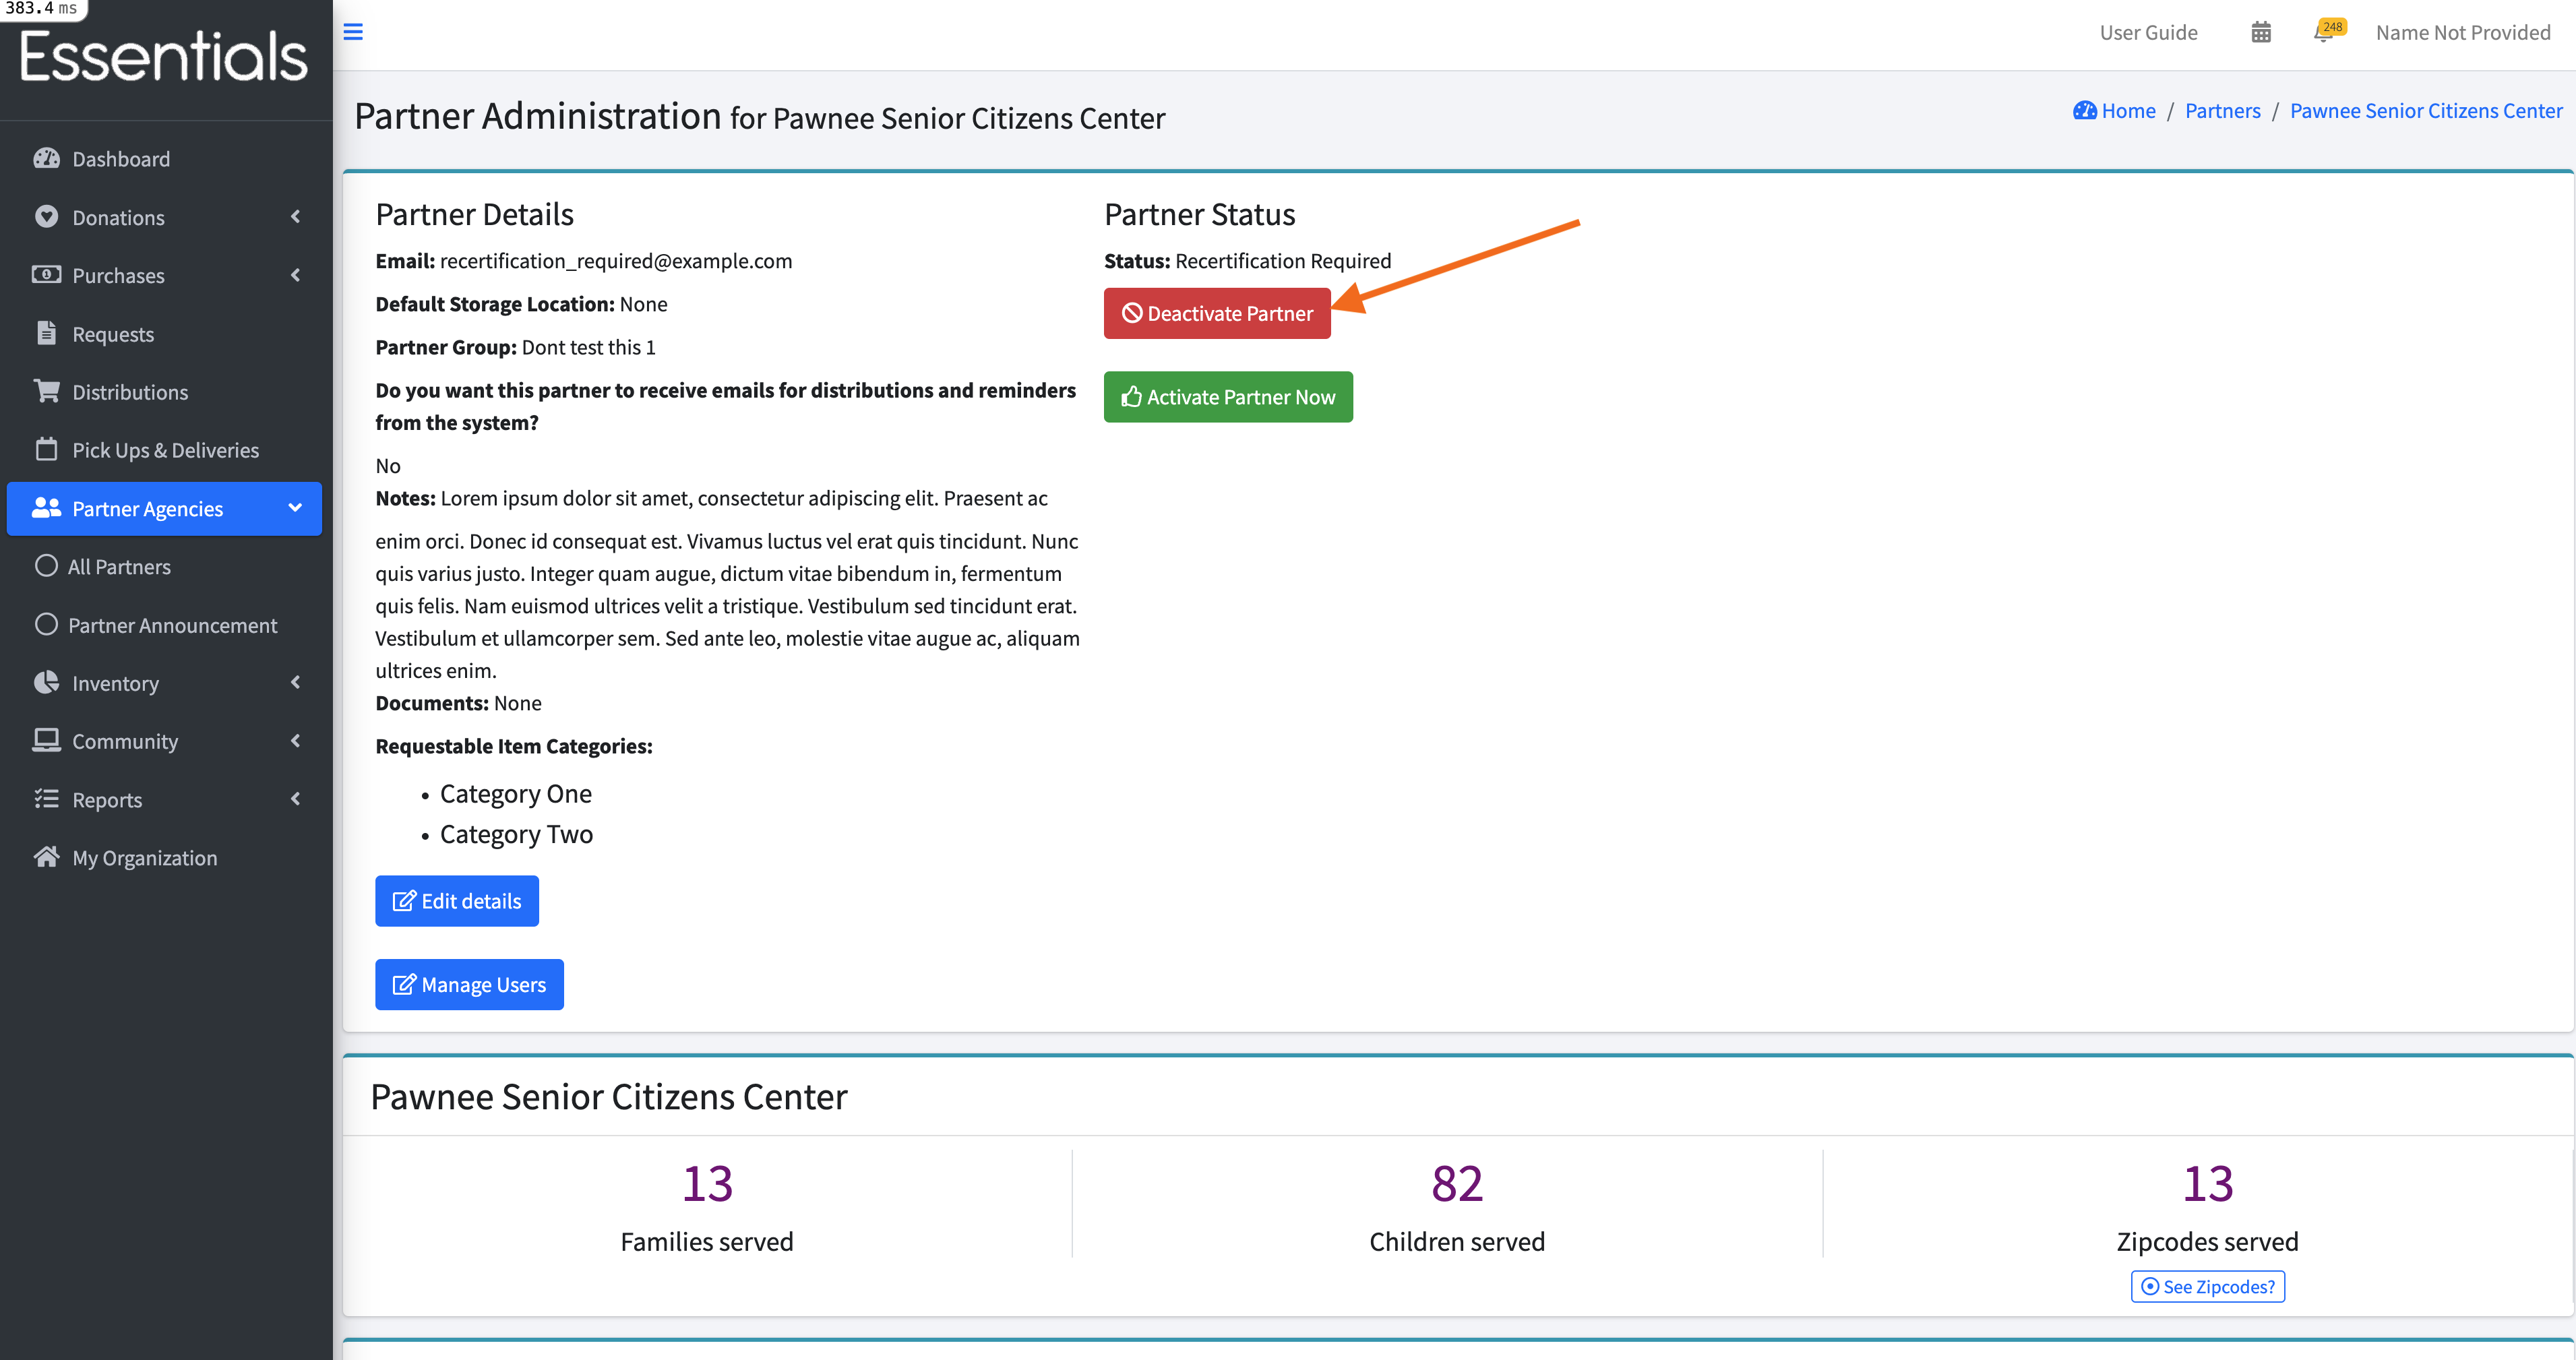 383.4 ms
Essentials
User Guide
248
Name Not Provided
Partner Administration for Pawnee Senior Citizens Center
Home / Partners / Pawnee Senior Citizens Center
Dashboard
Donations
Purchases
Requests
Distributions
Pick Ups & Deliveries
Partner Agencies
All Partners
Partner Announcement
Inventory
Community
Reports
My Organization
Partner Details
Email: recertification_required@example.com
Default Storage Location: None
Partner Group: Dont test this 1
Do you want this partner to receive emails for distributions and reminders
from the system?
No
Notes: Lorem ipsum dolor sit amet, consectetur adipiscing elit. Praesent ac
enim orci. Donec id consequat est. Vivamus luctus vel erat quis tincidunt. Nunc
quis varius justo. Integer quam augue, dictum vitae bibendum in, fermentum
quis felis. Nam euismod ultrices velit a tristique. Vestibulum sed tincidunt erat.
Vestibulum et ullamcorper sem. Sed ante leo, molestie vitae augue ac, aliquam
ultrices enim.
Documents: None
Requestable Item Categories:
• Category One
• Category Two
Edit details
Manage Users
Partner Status
Status: Recertification Required
Deactivate Partner
Activate Partner Now
Pawnee Senior Citizens Center
13
Families served
82
Children served
13
Zipcodes served
See Zipcodes?